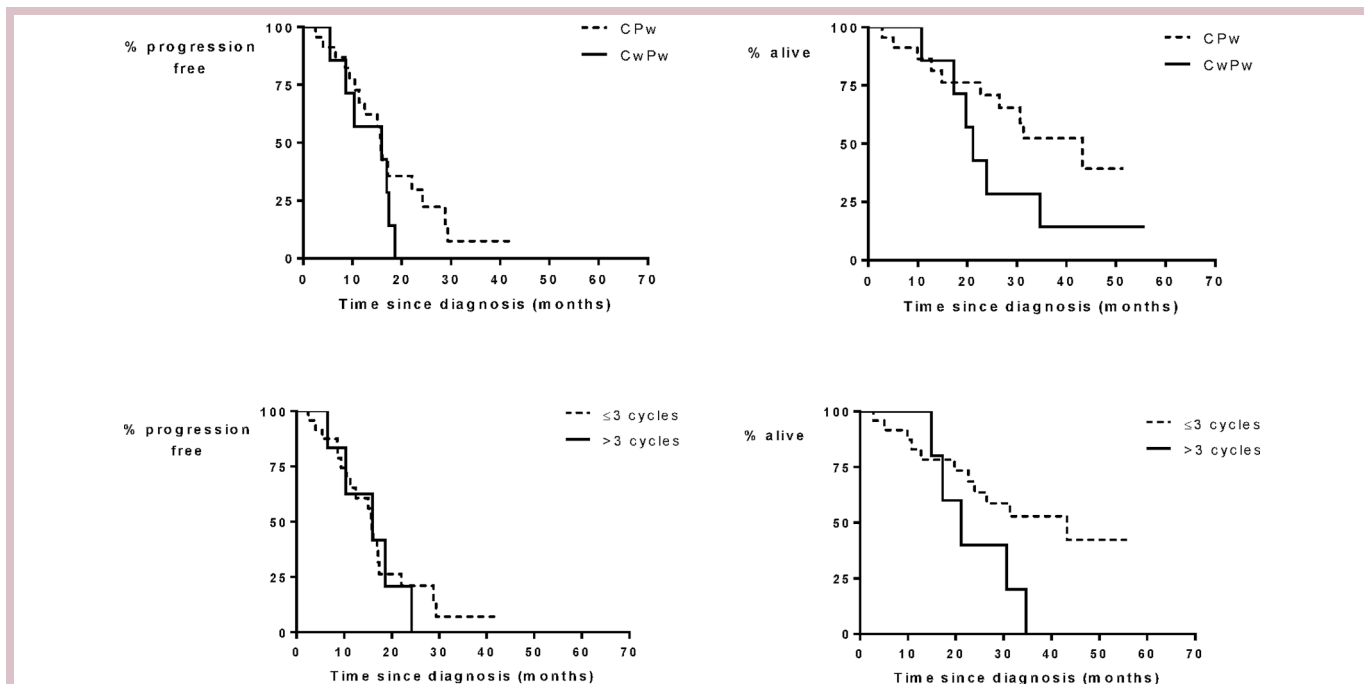 % progression
free
100
75
50
25
0
0 10 20 30 40 50 60 70
Time since diagnosis (months)
CPw
CwPw
% alive
100
75
50
25
0
0 10 20 30 40 50 60 70
Time since diagnosis (months)
CPw
CwPw
% progression
free
100
75
50
25
0
0 10 20 30 40 50 60 70
Time since diagnosis (months)
≤3 cycles
>3 cycles
% alive
100
75
50
25
0
0 10 20 30 40 50 60 70
Time since diagnosis (months)
≤3 cycles
>3 cycles